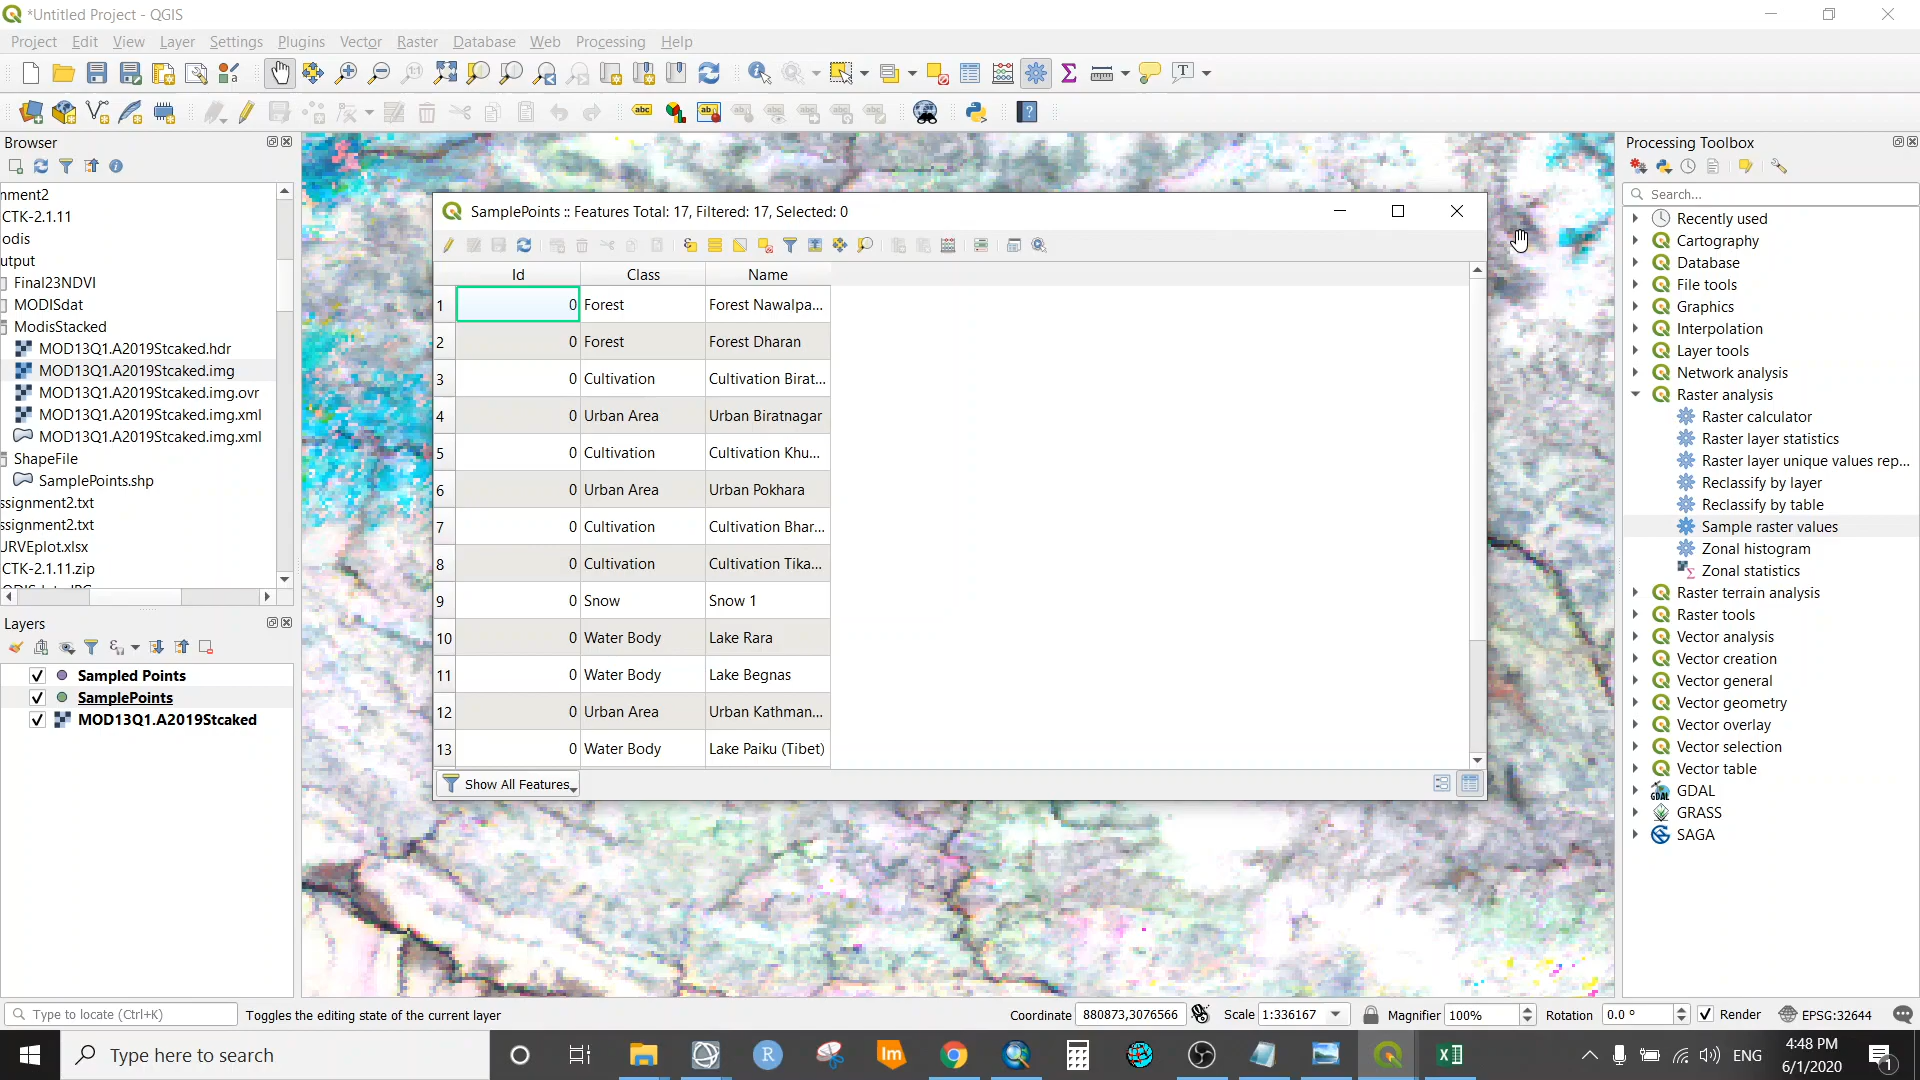 *Untitled Project - QGIS
Project Edit View Layer Settings Plugins Vector Raster Database Web Processing Help
Browser
nment2
CTK-2.1.11
odis
utput
Final23NDVI
MODISdat
ModisStacked
MOD13Q1.A2019Stcaked.hdr
MOD13Q1.A2019Stcaked.img
MOD13Q1.A2019Stcaked.img.ovr
MOD13Q1.A2019Stcaked.img.xml
MOD13Q1.A2019Stcaked.img.xml
ShapeFile
SamplePoints.shp
ssignment2.txt
ssignment2.txt
JRVEplot.xlsx
CTK-2.1.11.zip
Layers
Sampled Points
SamplePoints
MOD13Q1.A2019Stcaked
SamplePoints :: Features Total: 17, Filtered: 17, Selected: 0
Id Class Name
1 0 Forest Forest Nawalpa...
2 0 Forest Forest Dharan
3 0 Cultivation Cultivation Birat...
4 0 Urban Area Urban Biratnagar
5 0 Cultivation Cultivation Khu...
6 0 Urban Area Urban Pokhara
7 0 Cultivation Cultivation Bhar...
8 0 Cultivation Cultivation Tika...
9 0 Snow Snow 1
10 0 Water Body Lake Rara
11 0 Water Body Lake Begnas
12 0 Urban Area Urban Kathman...
13 0 Water Body Lake Paiku (Tibet)
Show All Features
Processing Toolbox
Search...
Recently used
Cartography
Database
File tools
Graphics
Interpolation
Layer tools
Network analysis
Raster analysis
Raster calculator
Raster layer statistics
Raster layer unique values rep...
Reclassify by layer
Reclassify by table
Sample raster values
Zonal histogram
Zonal statistics
Raster terrain analysis
Raster tools
Vector analysis
Vector creation
Vector general
Vector geometry
Vector overlay
Vector selection
Vector table
GDAL
GRASS
SAGA
Type to locate (Ctrl+K) Toggles the editing state of the current layer Coordinate 880873,3076566 Scale 1:336167 Magnifier 100% Rotation 0.0 ° Render EPSG:32644
Type here to search
ENG
4:48 PM
6/1/2020
1